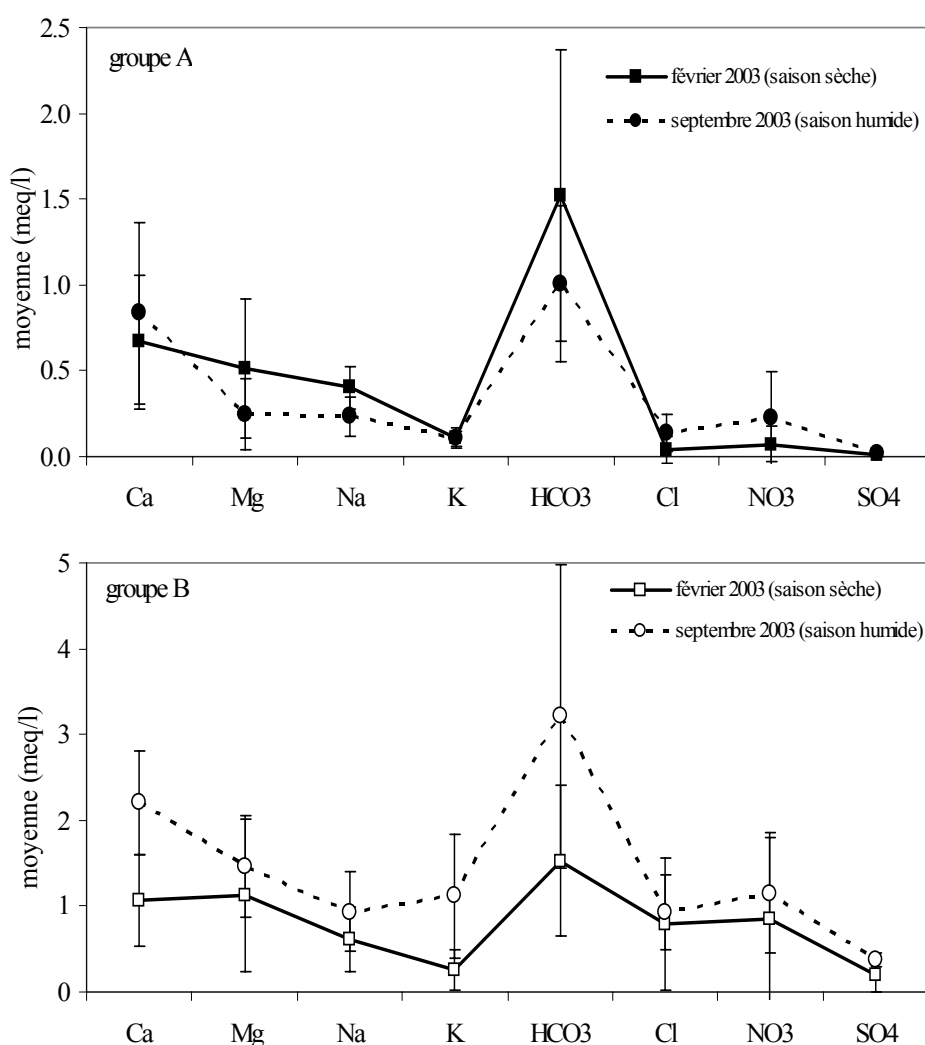 2.5
groupe A
février 2003 (saison sèche)
2.0
septembre 2003 (saison humide)
moyenne (meq/l)
1.5
1.0
0.5
0.0
Ca Mg Na K HCO3 Cl NO3 SO4
5
groupe B
février 2003 (saison sèche)
septembre 2003 (saison humide)
4
moyenne (meq/l)
3
2
1
0
Ca Mg Na K HCO3 Cl NO3 SO4